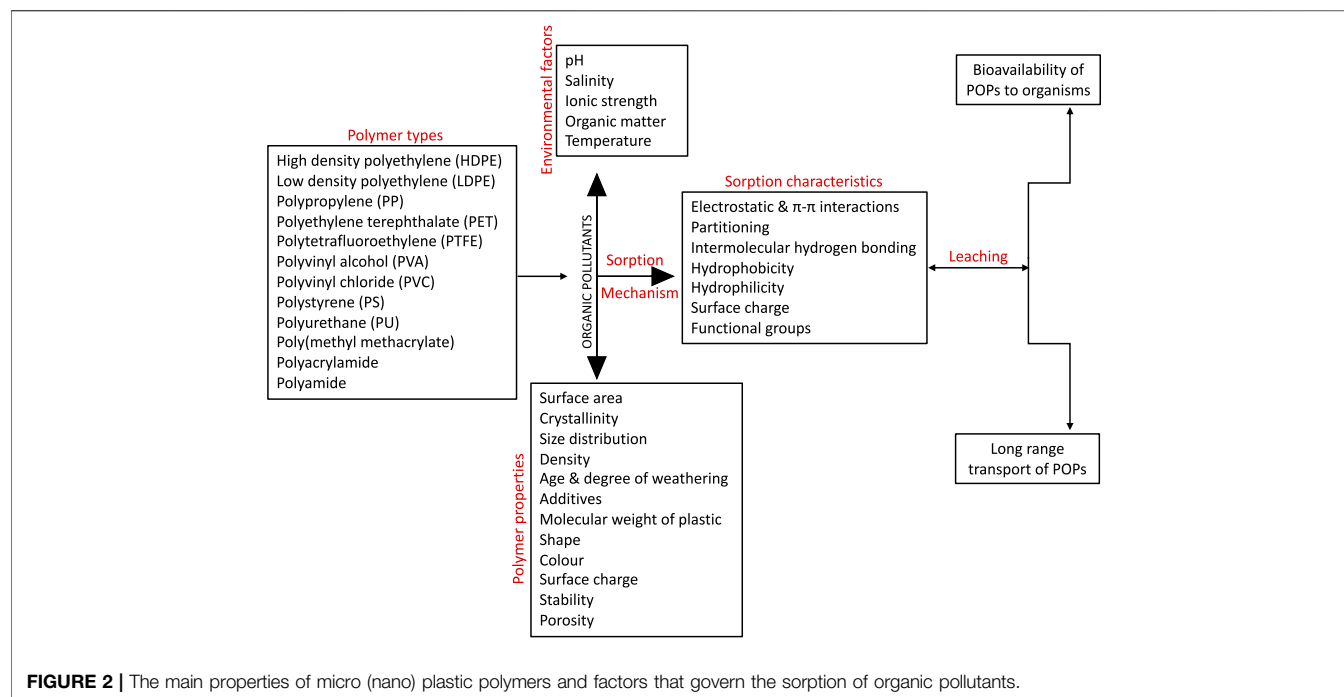 Environmental factors
pH
Salinity
Ionic strength
Organic matter
Temperature
Polymer types
High density polyethylene (HDPE)
Low density polyethylene (LDPE)
Polypropylene (PP)
Polyethylene terephthalate (PET)
Polytetrafluoroethylene (PTFE)
Polyvinyl alcohol (PVA)
Polyvinyl chloride (PVC)
Polystyrene (PS)
Polyurethane (PU)
Poly(methyl methacrylate)
Polyacrylamide
Polyamide
ORGANIC POLLUTANTS
Sorption
Mechanism
Sorption characteristics
Electrostatic & π-π interactions
Partitioning
Intermolecular hydrogen bonding
Hydrophobicity
Hydrophilicity
Surface charge
Functional groups
Leaching
Bioavailability of
POPs to organisms
Long range
transport of POPs
Polymer properties
Surface area
Crystallinity
Size distribution
Density
Age & degree of weathering
Additives
Molecular weight of plastic
Shape
Colour
Surface charge
Stability
Porosity
FIGURE 2 | The main properties of micro (nano) plastic polymers and factors that govern the sorption of organic pollutants.